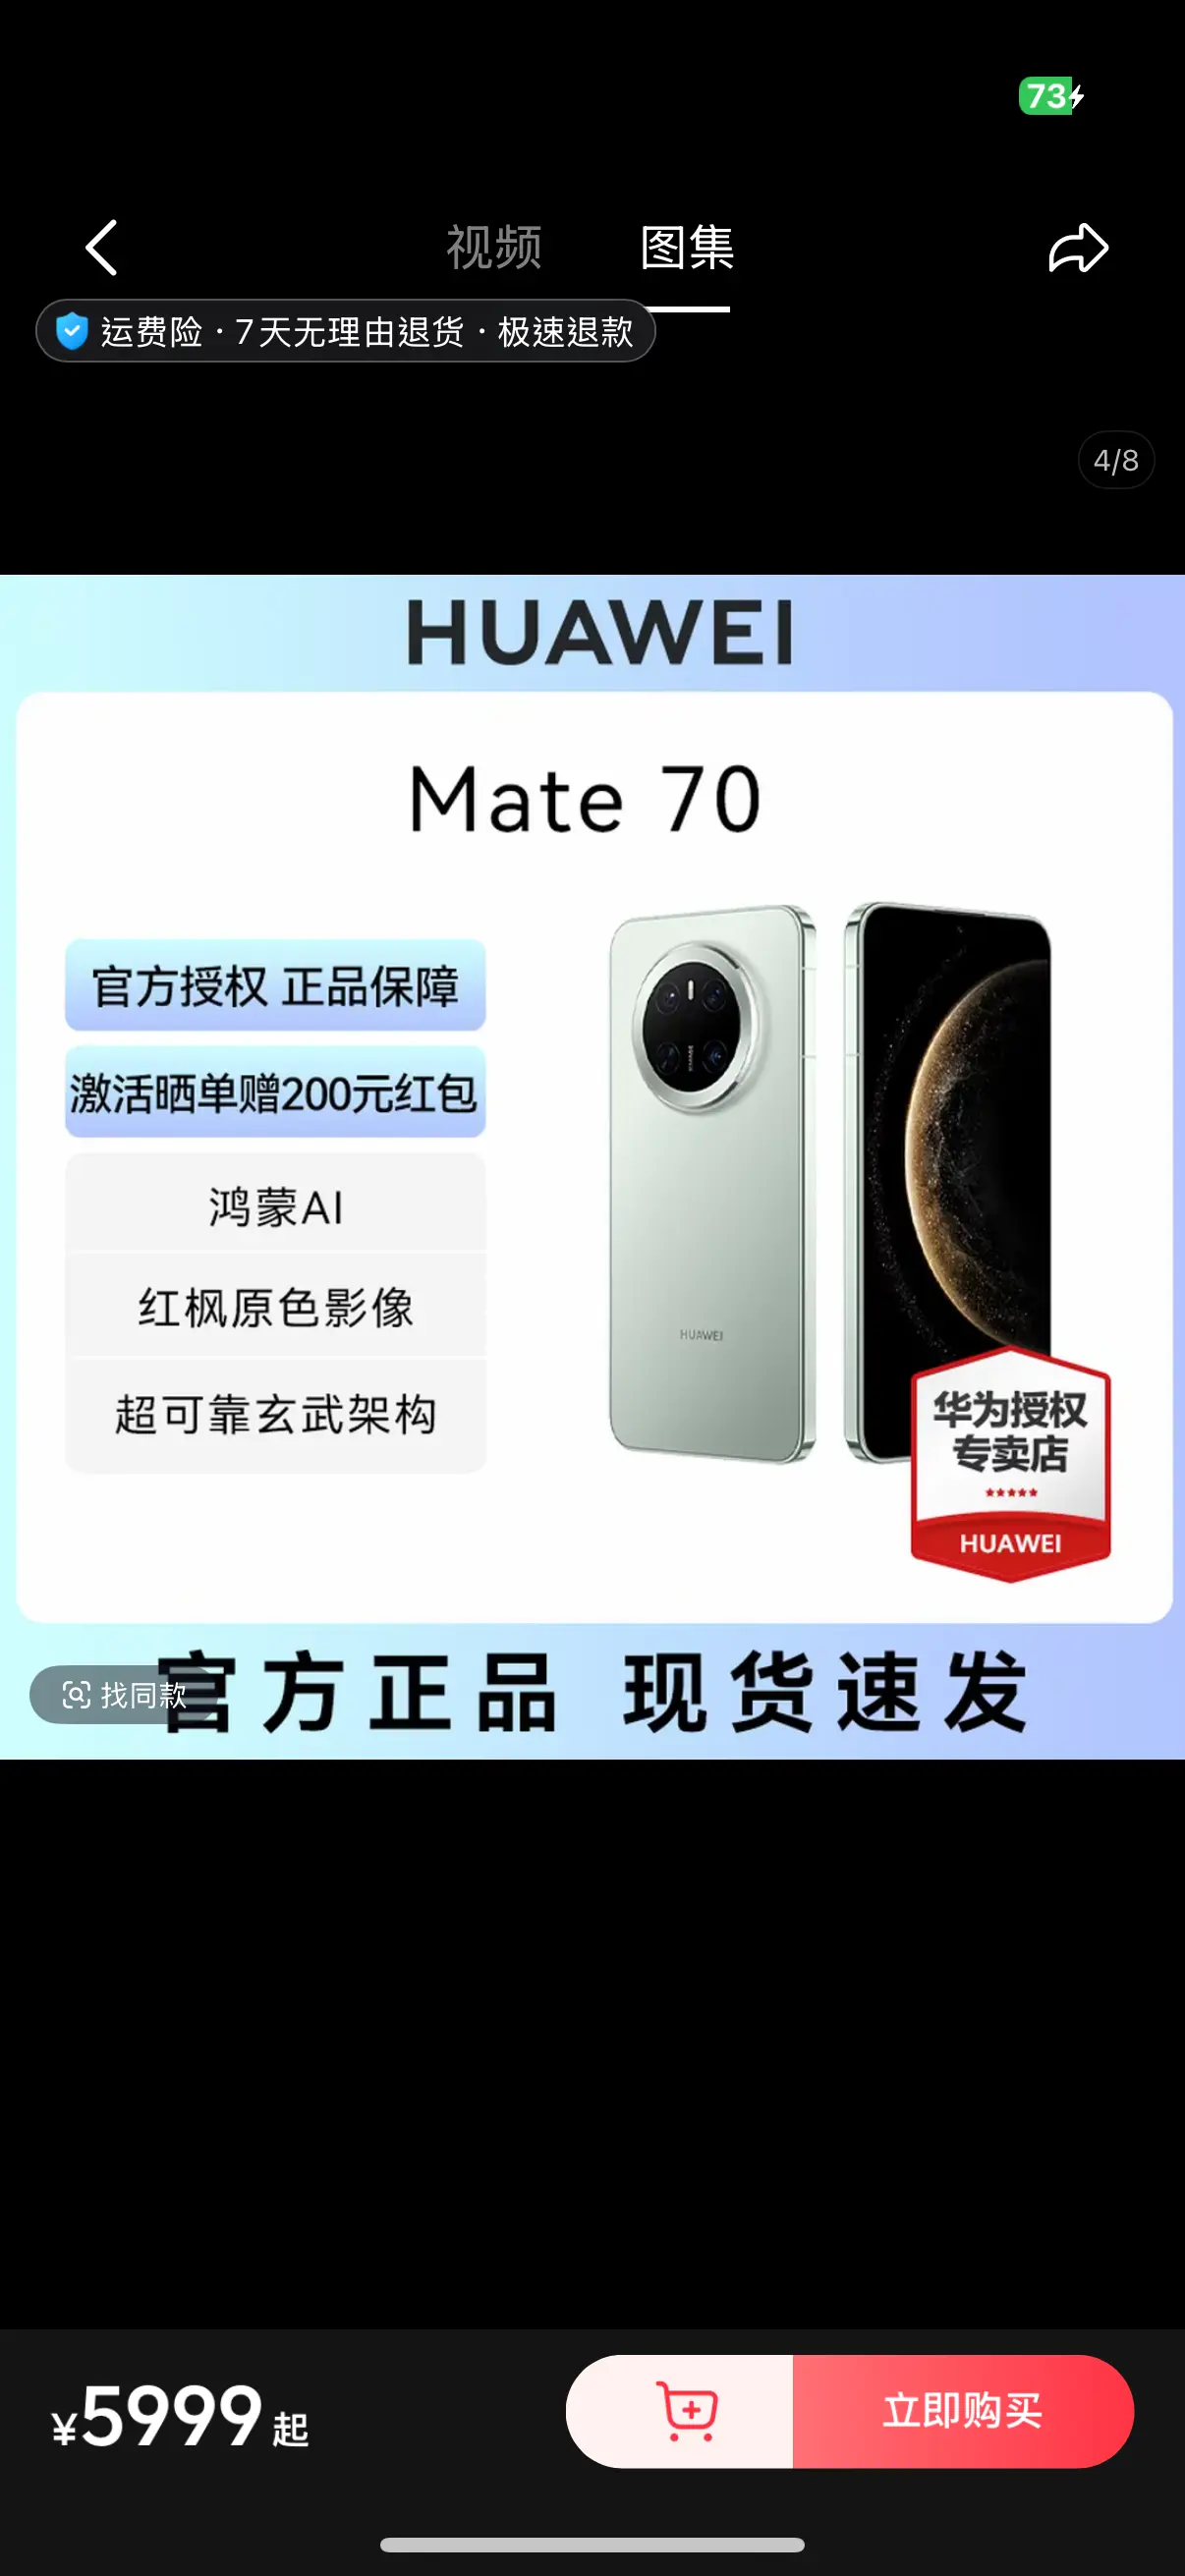 73
视频
图集
运费险 · 7天无理由退货 · 极速退款
4/8
HUAWEI
Mate 70
官方授权 正品保障
激活晒单赠200元红包
鸿蒙AI
红枫原色影像
超可靠玄武架构
HUAWEI
HUAWEI
华为授权
专卖店
HUAWEI
官方正品 现货速发
找同款
¥5999起
立即购买